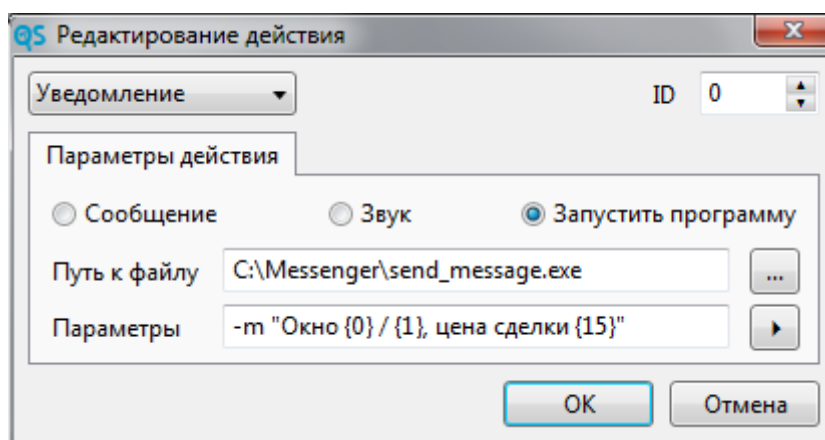 QS Редактирование действия
Уведомление ID 0
Параметры действия
Сообщение Звук Запустить программу
Путь к файлу C:\Messenger\send_message.exe ...
Параметры -m "Окно {0} / {1}, цена сделки {15}"
OK Отмена